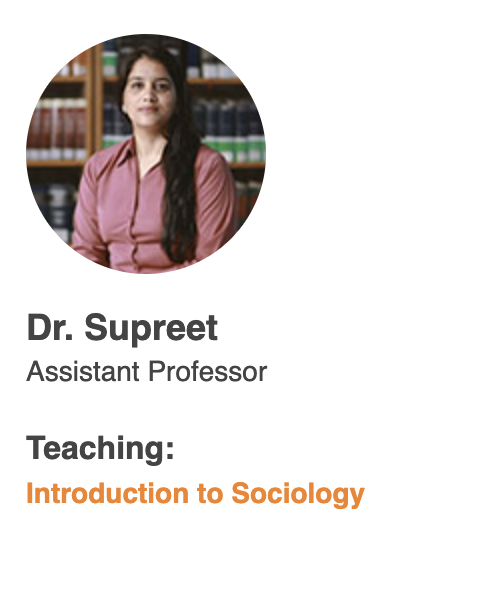 Dr. Supreet
Assistant Professor
Teaching:
Introduction to Sociology